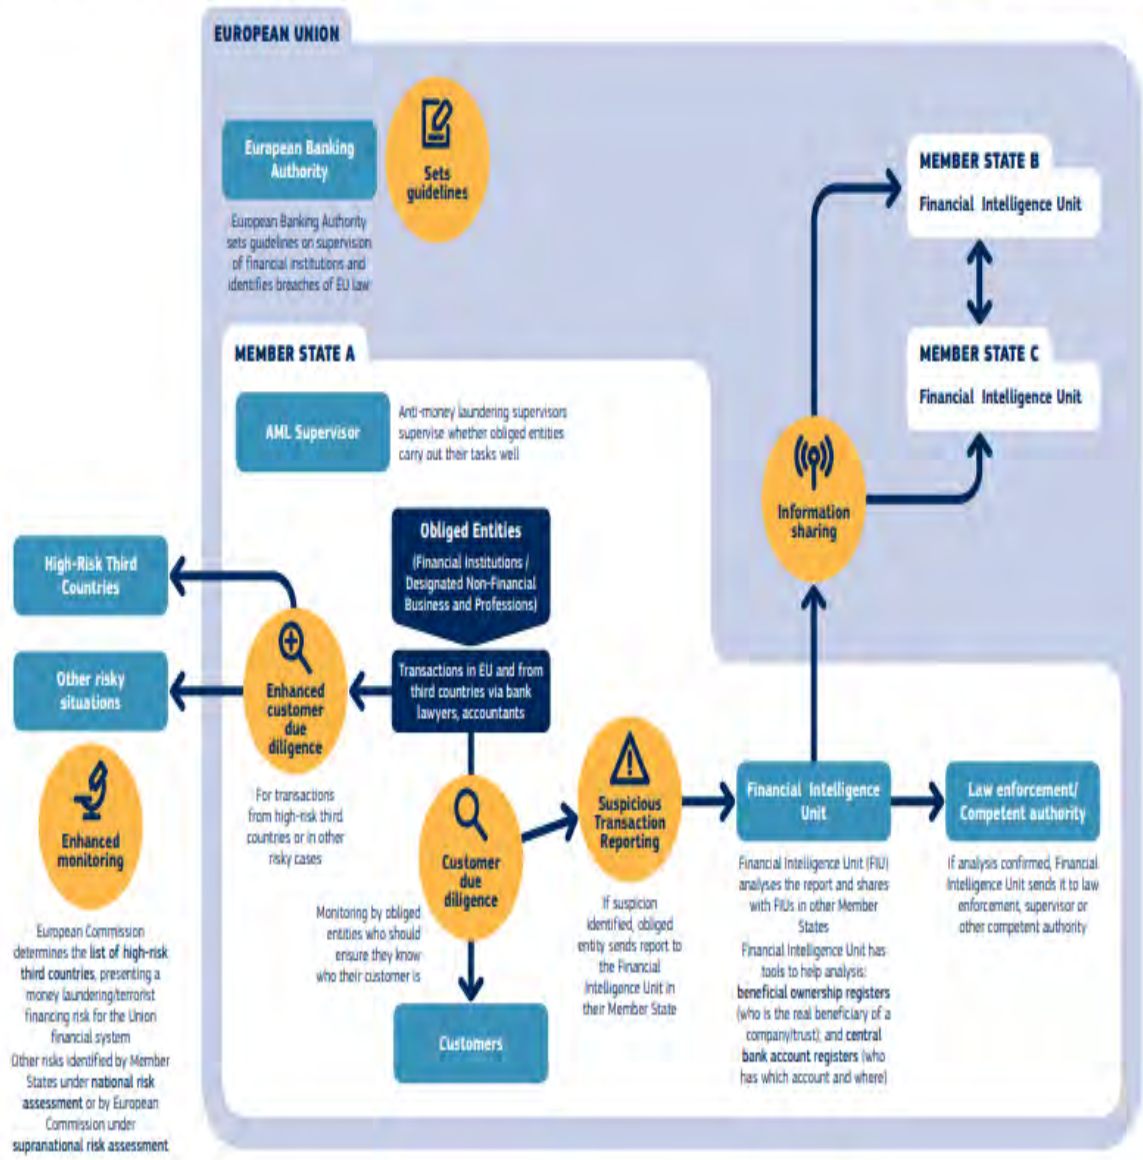 EUROPEAN UNION
European Banking
Authority
Sets
guidelines
European Banking Authority
sets guidelines on supervision
of financial institutions and
identifies breaches of EU law
MEMBER STATE B
Financial Intelligence Unit
MEMBER STATE C
Financial Intelligence Unit
MEMBER STATE A
AML Supervisor
Anti-money laundering supervisors
supervise whether obliged entities
carry out their tasks well
Information
sharing
Obliged Entities
(Financial Institutions /
Designated Non-Financial
Business and Professions)
High-Risk Third
Countries
Other risky
situations
Enhanced
customer
due
diligence
Transactions in EU and from
third countries via bank
lawyers, accountants
For transactions
from high-risk third
countries or in other
risky cases
Enhanced
monitoring
European Commission
determines the list of high-risk
third countries, presenting a
money laundering/terrorist
financing risk for the Union
financial system
Other risks identified by Member
States under national risk
assessment or by European
Commission under
supranational risk assessment
Customer
due
diligence
Monitoring by obliged
entities who should
ensure they know
who their customer is
Customers
Suspicious
Transaction
Reporting
If suspicion
identified, obliged
entity sends report to
the Financial
Intelligence Unit in
their Member State
Financial Intelligence
Unit
Financial Intelligence Unit (FIU)
analyses the report and shares
with FIUs in other Member
States
Financial Intelligence Unit has
tools to help analysis:
beneficial ownership registers
(who is the real beneficiary of a
company/trust), and central
bank account registers (who
has which account and where)
Law enforcement/
Competent authority
If analysis confirmed, Financial
Intelligence Unit sends it to law
enforcement, supervisor or
other competent authority